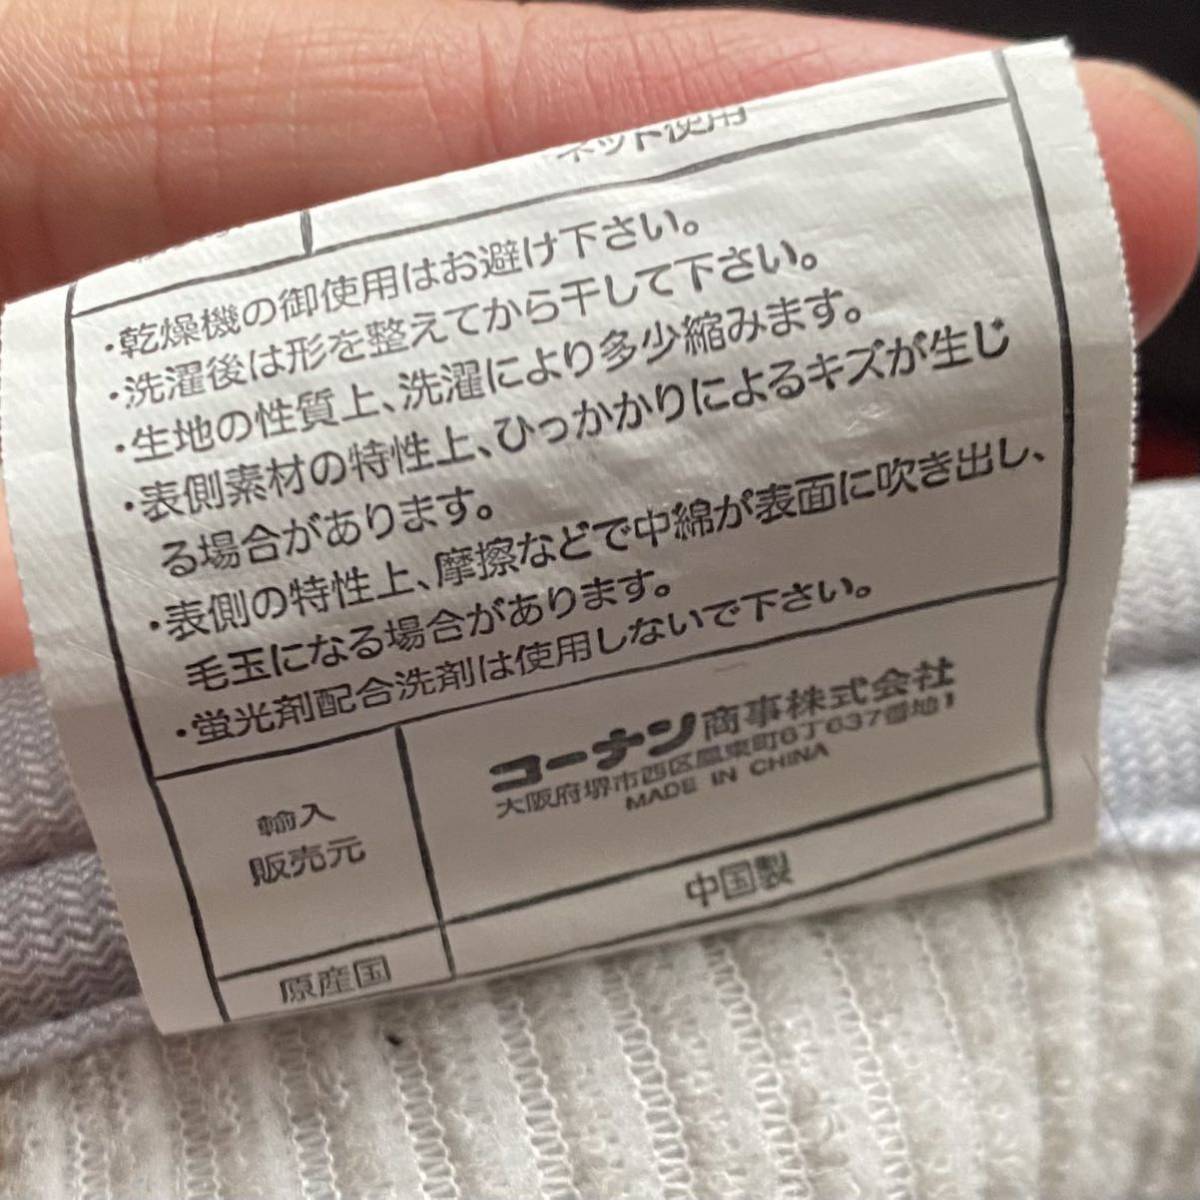 ネット使用
・乾燥機の御使用はお避け下さい。
・洗濯後は形を整えてから干して下さい。
・生地の性質上、洗濯により多少縮みます。
・表側素材の特性上、ひっかかりによるキズが生じ
る場合があります。
・表側の特性上、摩擦などで中綿が表面に吹き出し、
毛玉になる場合があります。
・蛍光剤配合洗剤は使用しないで下さい。
輸入
販売元
コーナン商事株式会社
大阪府堺市西区鳳東町6丁637番地1
MADE IN CHINA
原産国
中国製